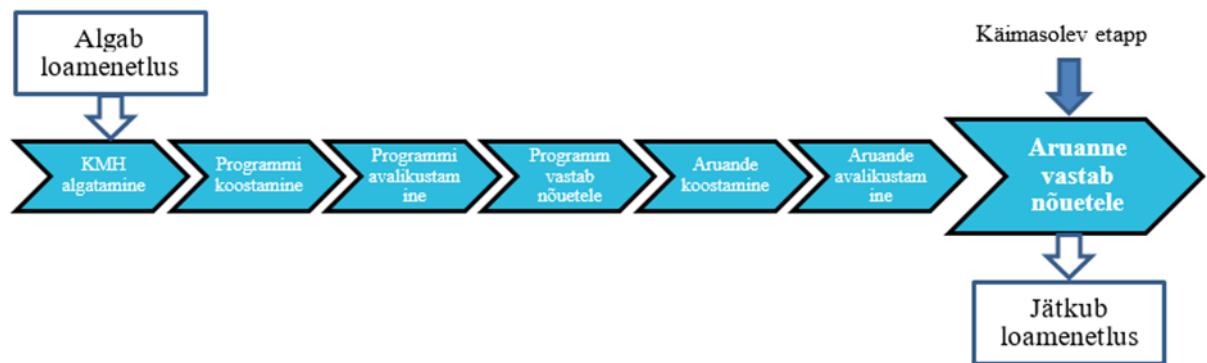 Algab
loamenetlus
Käimasolev etapp
KMH
algatamine
Programmi
koostamine
Programmi
avalikustam
ine
Programm
vastab
nõuetele
Aruande
koostamine
Aruande
avalikustam
ine
Aruanne
vastab
nõuetele
Jätkub
loamenetlus